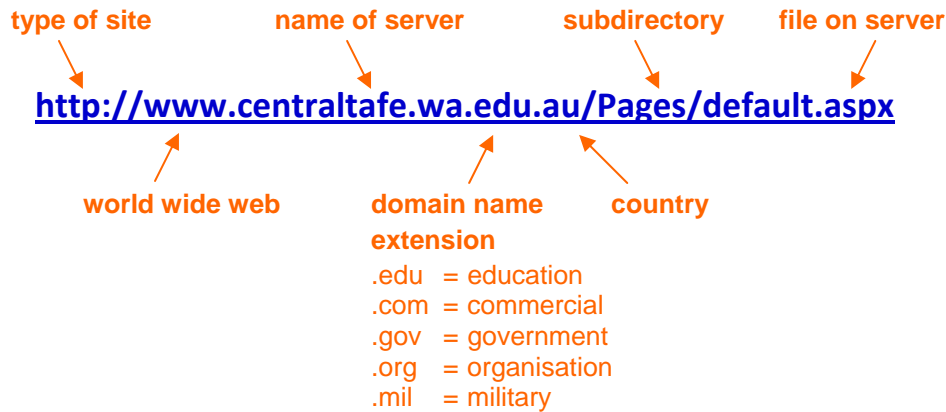 type of site name of server subdirectory file on server
http://www.centraltafe.wa.edu.au/Pages/default.aspx
world wide web domain name country
extension
.edu = education
.com = commercial
.gov = government
.org = organisation
.mil = military